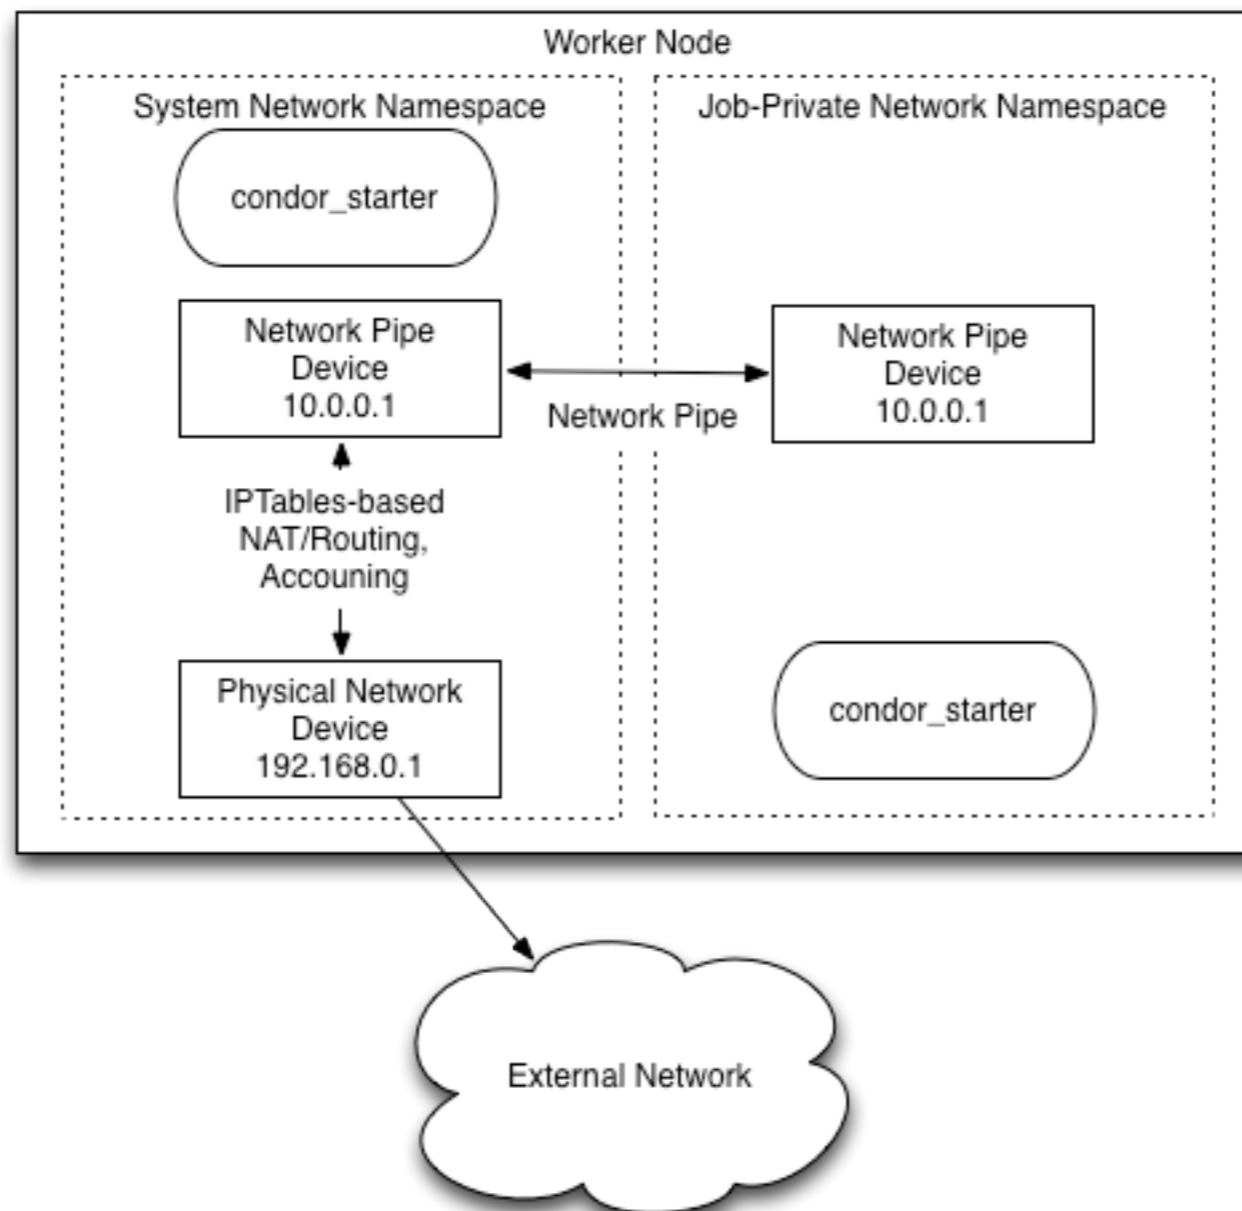 Worker Node
System Network Namespace
condor_starter
Network Pipe
Device
10.0.0.1
IPTables-based
NAT/Routing,
Accouning
Physical Network
Device
192.168.0.1
Network Pipe
Job-Private Network Namespace
Network Pipe
Device
10.0.0.1
condor_starter
External Network